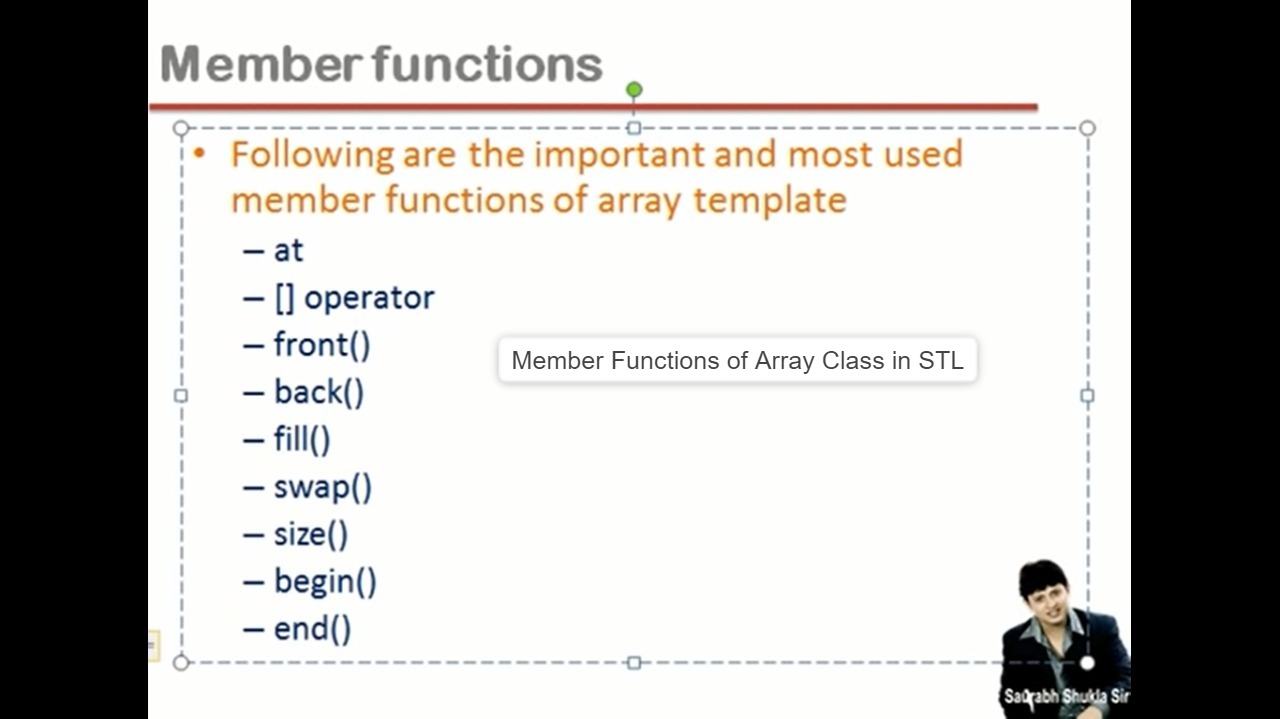 Member functions
• Following are the important and most used
member functions of array template
– at
– [] operator
– front()
– back()
– fill()
– swap()
– size()
– begin()
– end()
Member Functions of Array Class in STL
Saurabh Shukla Sir